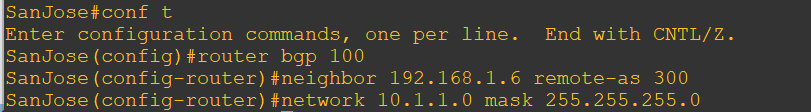 SanJose#conf t
Enter configuration commands, one per line.  End with CNTL/Z.
SanJose(config)#router bgp 100
SanJose(config-router)#neighbor 192.168.1.6 remote-as 300
SanJose(config-router)#network 10.1.1.0 mask 255.255.255.0